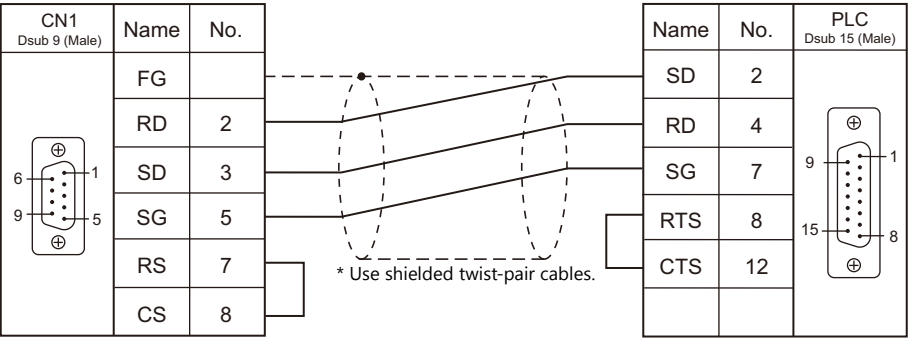 CN1
Dsub 9 (Male)
Name No.
FG
RD 2
SD 3
SG 5
RS 7
CS 8
6 1
9 5
* Use shielded twist-pair cables.
Name No.
PLC
Dsub 15 (Male)
SD 2
RD 4
SG 7
RTS 8
CTS 12
9 1
15 8